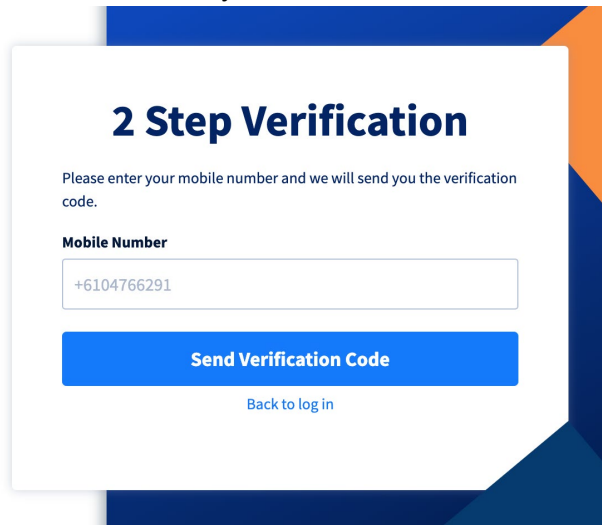 2 Step Verification
Please enter your mobile number and we will send you the verification
code.
Mobile Number
+6104766291
Send Verification Code
Back to log in